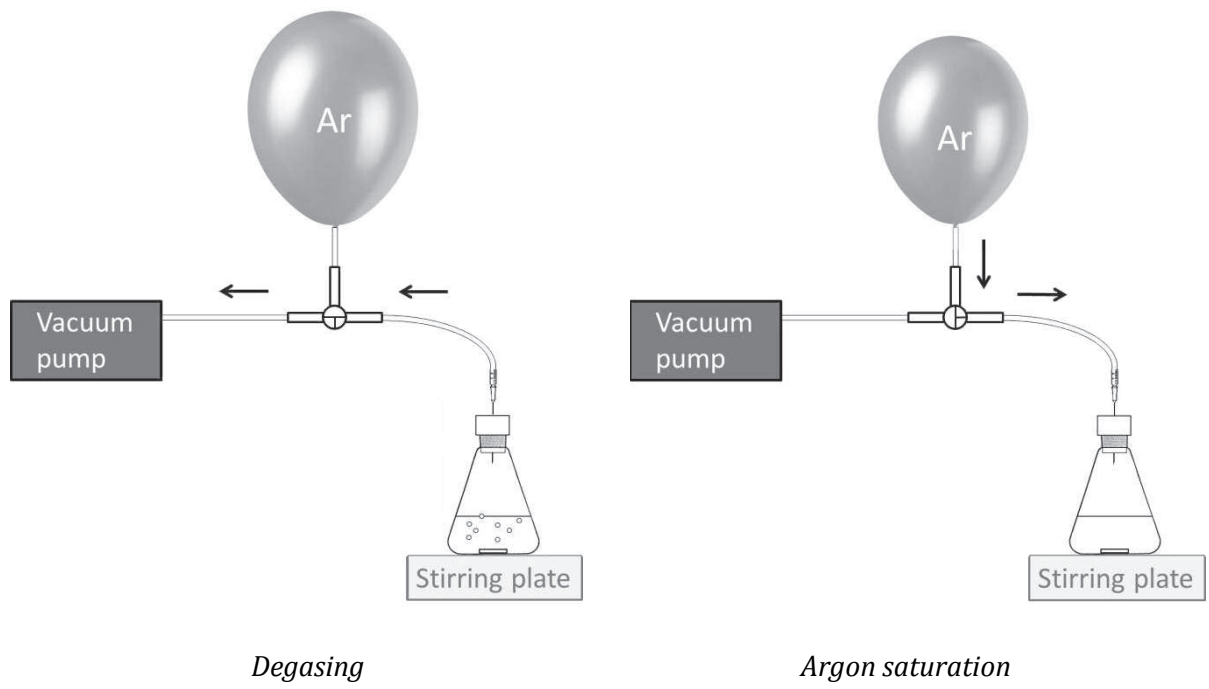 Ar
Vacuum
pump
Stirring plate
Degasing
Ar
Vacuum
pump
Stirring plate
Argon saturation